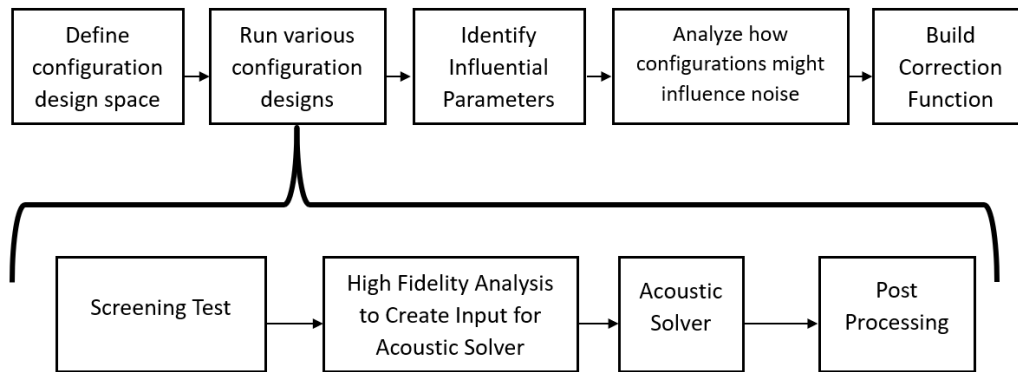 Define
configuration
design space
Run various
configuration
designs
Identify
Influential
Parameters
Analyze how
configurations might
influence noise
Build
Correction
Function
Screening Test
High Fidelity Analysis
to Create Input for
Acoustic Solver
Acoustic
Solver
Post
Processing